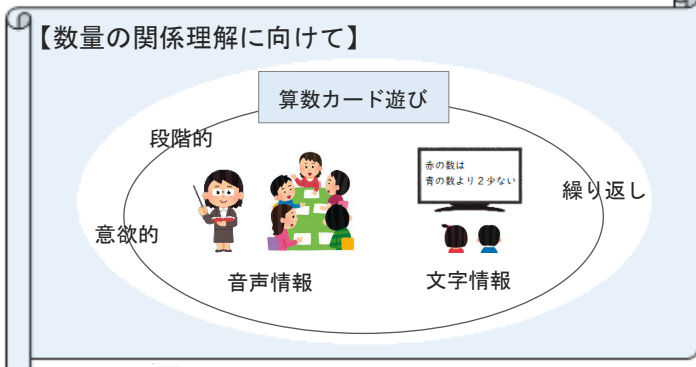 【数量の関係理解に向けて】
算数カード遊び
段階的
赤の数は
青の数より２少ない
繰り返し
意欲的
音声情報
文字情報